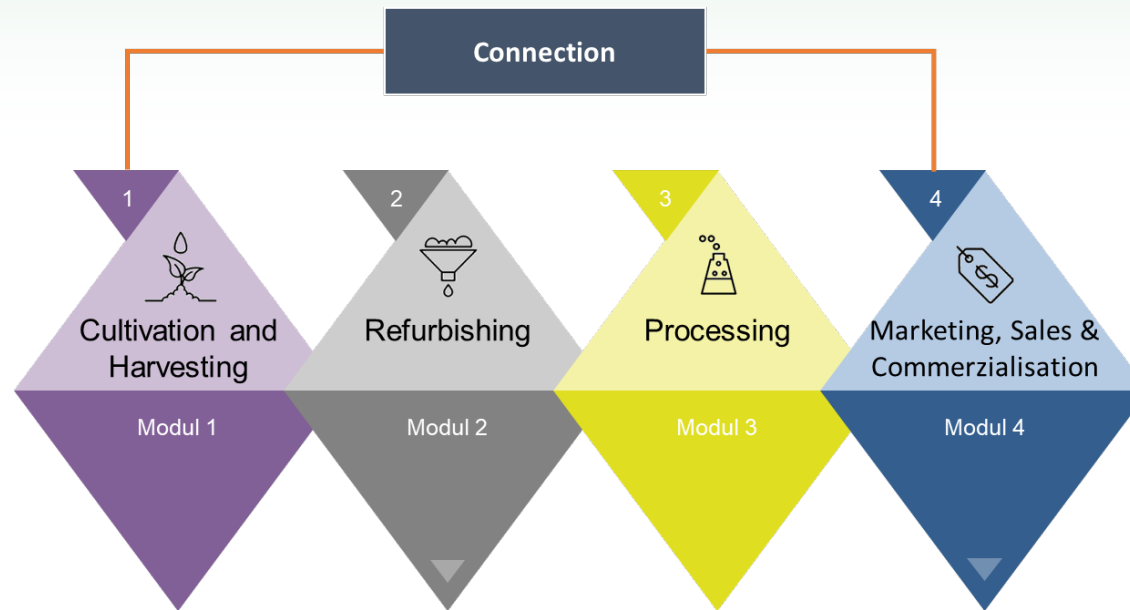 Connection
1
2
3
4
Cultivation and
Harvesting
Refurbishing
Processing
Marketing, Sales &
Commerzialisation
Modul 1
Modul 2
Modul 3
Modul 4